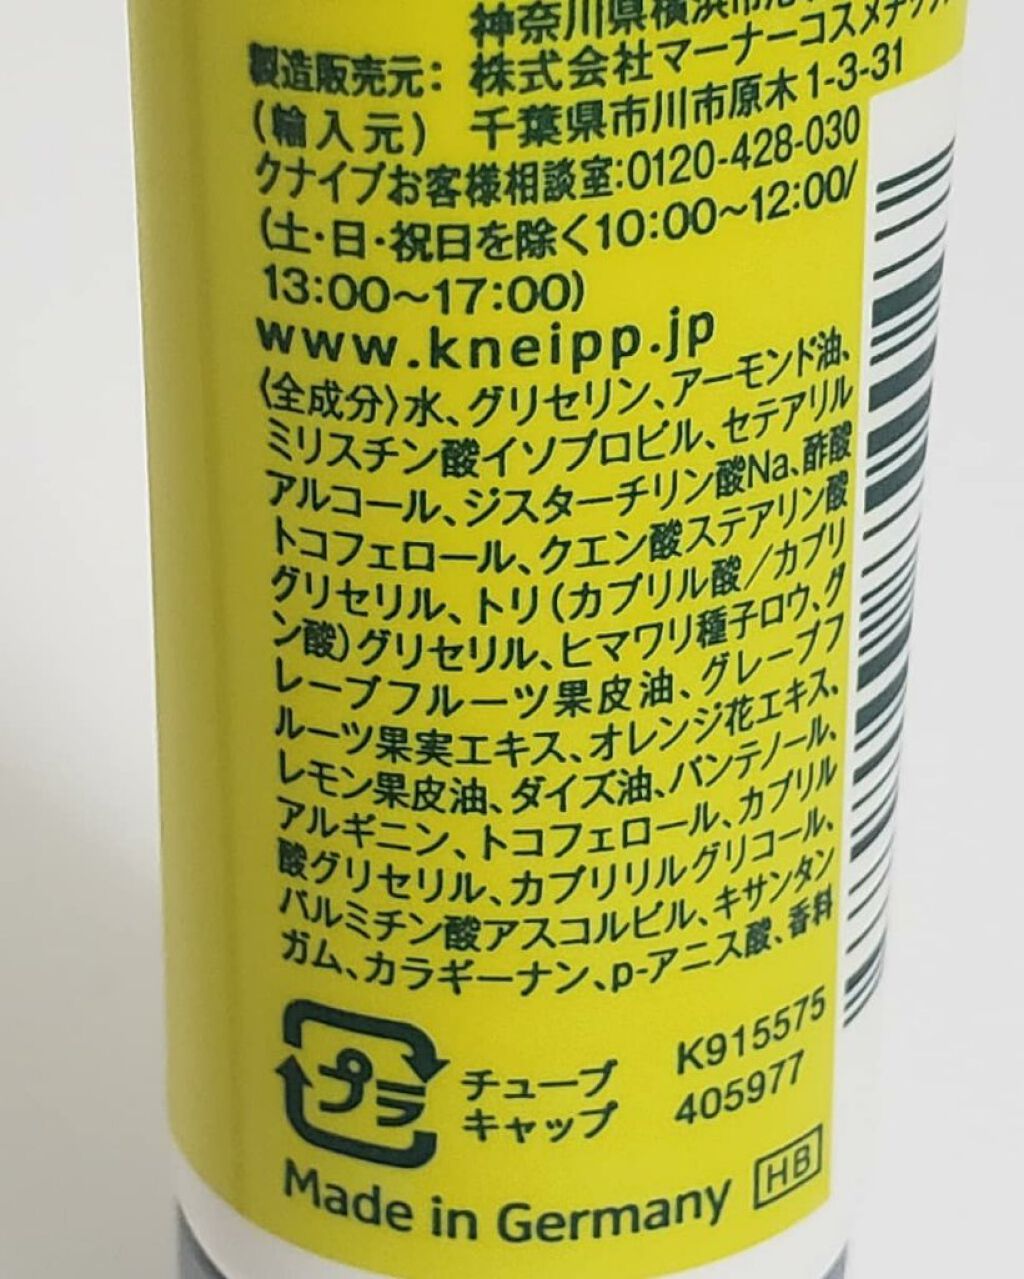 神奈川県横浜市
製造販売元：株式会社マーナーコスメチックス
（輸入元） 千葉県市川市原木1-3-31
クナイプお客様相談室：0120-428-030
（土・日・祝日を除く10：00～12：00/
13：00～17：00）
www.kneipp.jp
〈全成分〉水、グリセリン、アーモンド油、
ミリスチン酸イソプロピル、セテアリル
アルコール、ジステアリン酸Na、酢酸
トコフェロール、クエン酸ステアリン酸
グリセリル、トリ（カプリル酸／カプリ
ン酸）グリセリル、ヒマワリ種子ロウ、グ
レープフルーツ果皮油、グレープフ
ルーツ果実エキス、オレンジ花エキス、
レモン果皮油、ダイズ油、パンテノール、
アルギニン、トコフェロール、カプリル
酸グリセリル、カプリリルグリコール、
パルミチン酸アスコルビル、キサンタン
ガム、カラギーナン、p-アニス酸、香料
プラ
チューブ
キャップ
K915575
405977
Made in Germany
HB